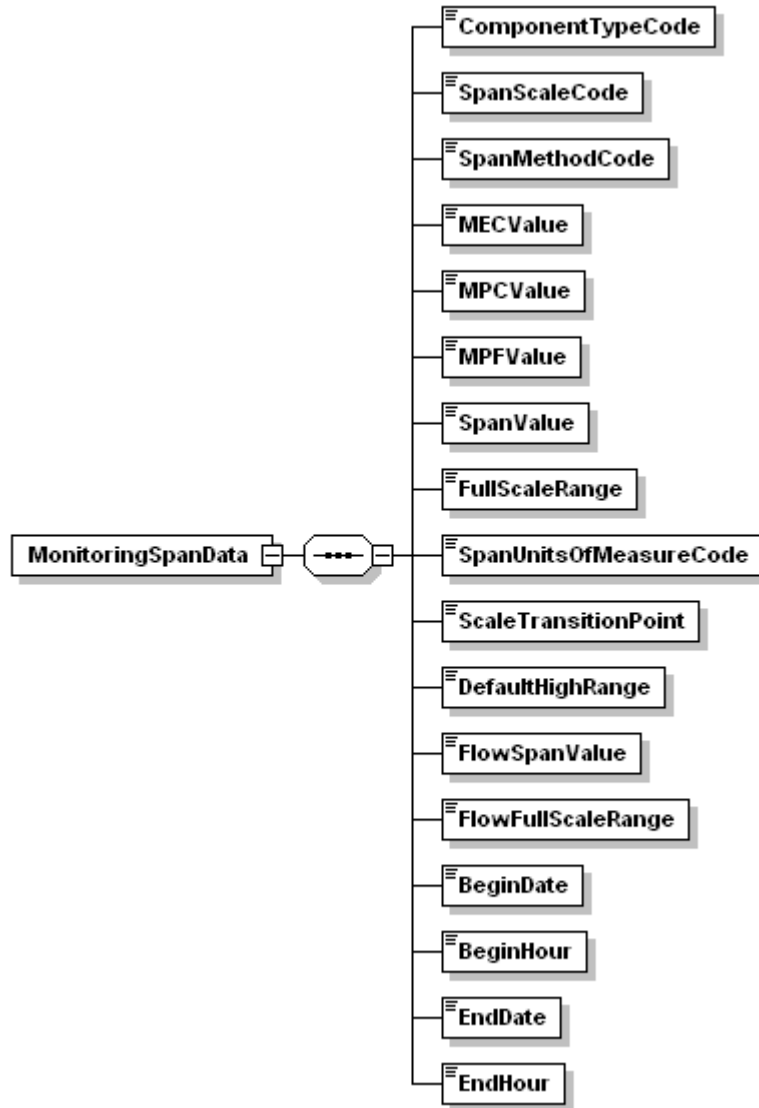 ComponentTypeCode
SpanScaleCode
SpanMethodCode
MECValue
MPCValue
MPFValue
SpanValue
FullScaleRange
MonitoringSpanData
SpanUnitsOfMeasureCode
ScaleTransitionPoint
DefaultHighRange
FlowSpanValue
FlowFullScaleRange
BeginDate
BeginHour
EndDate
EndHour